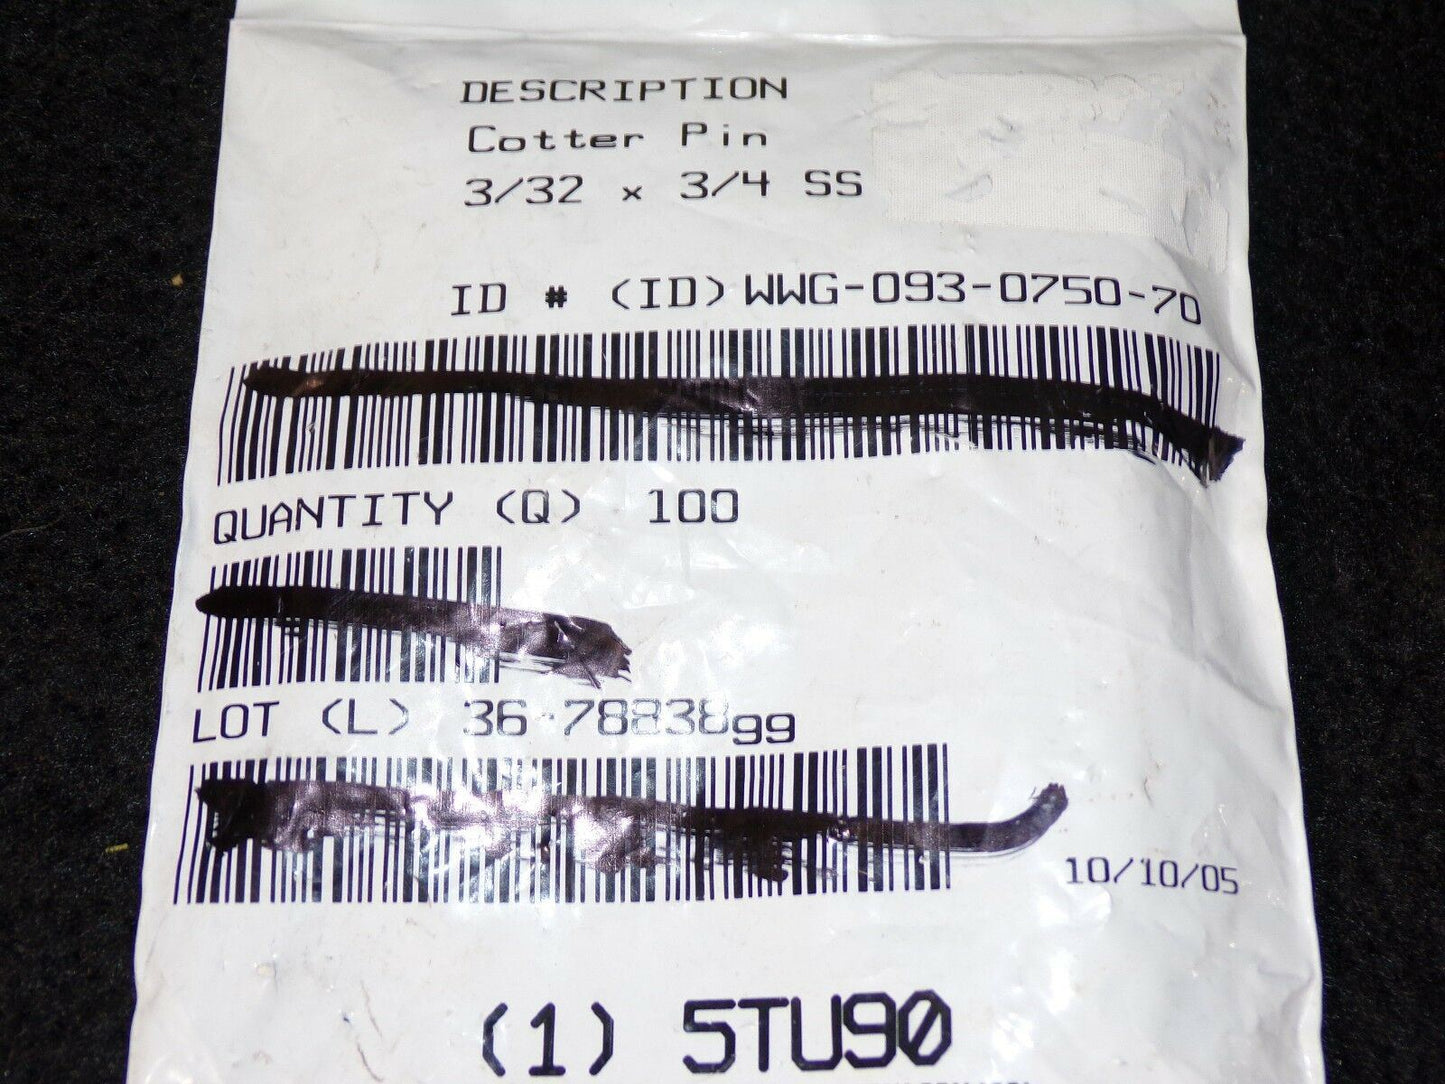 DESCRIPTION
Cotter Pin
3/32 x 3/4 SS
ID # (ID) WWG-093-0750-70
QUANTITY (Q) 100
LOT (L) 36-7823899
10/10/05
(1) 5TU90